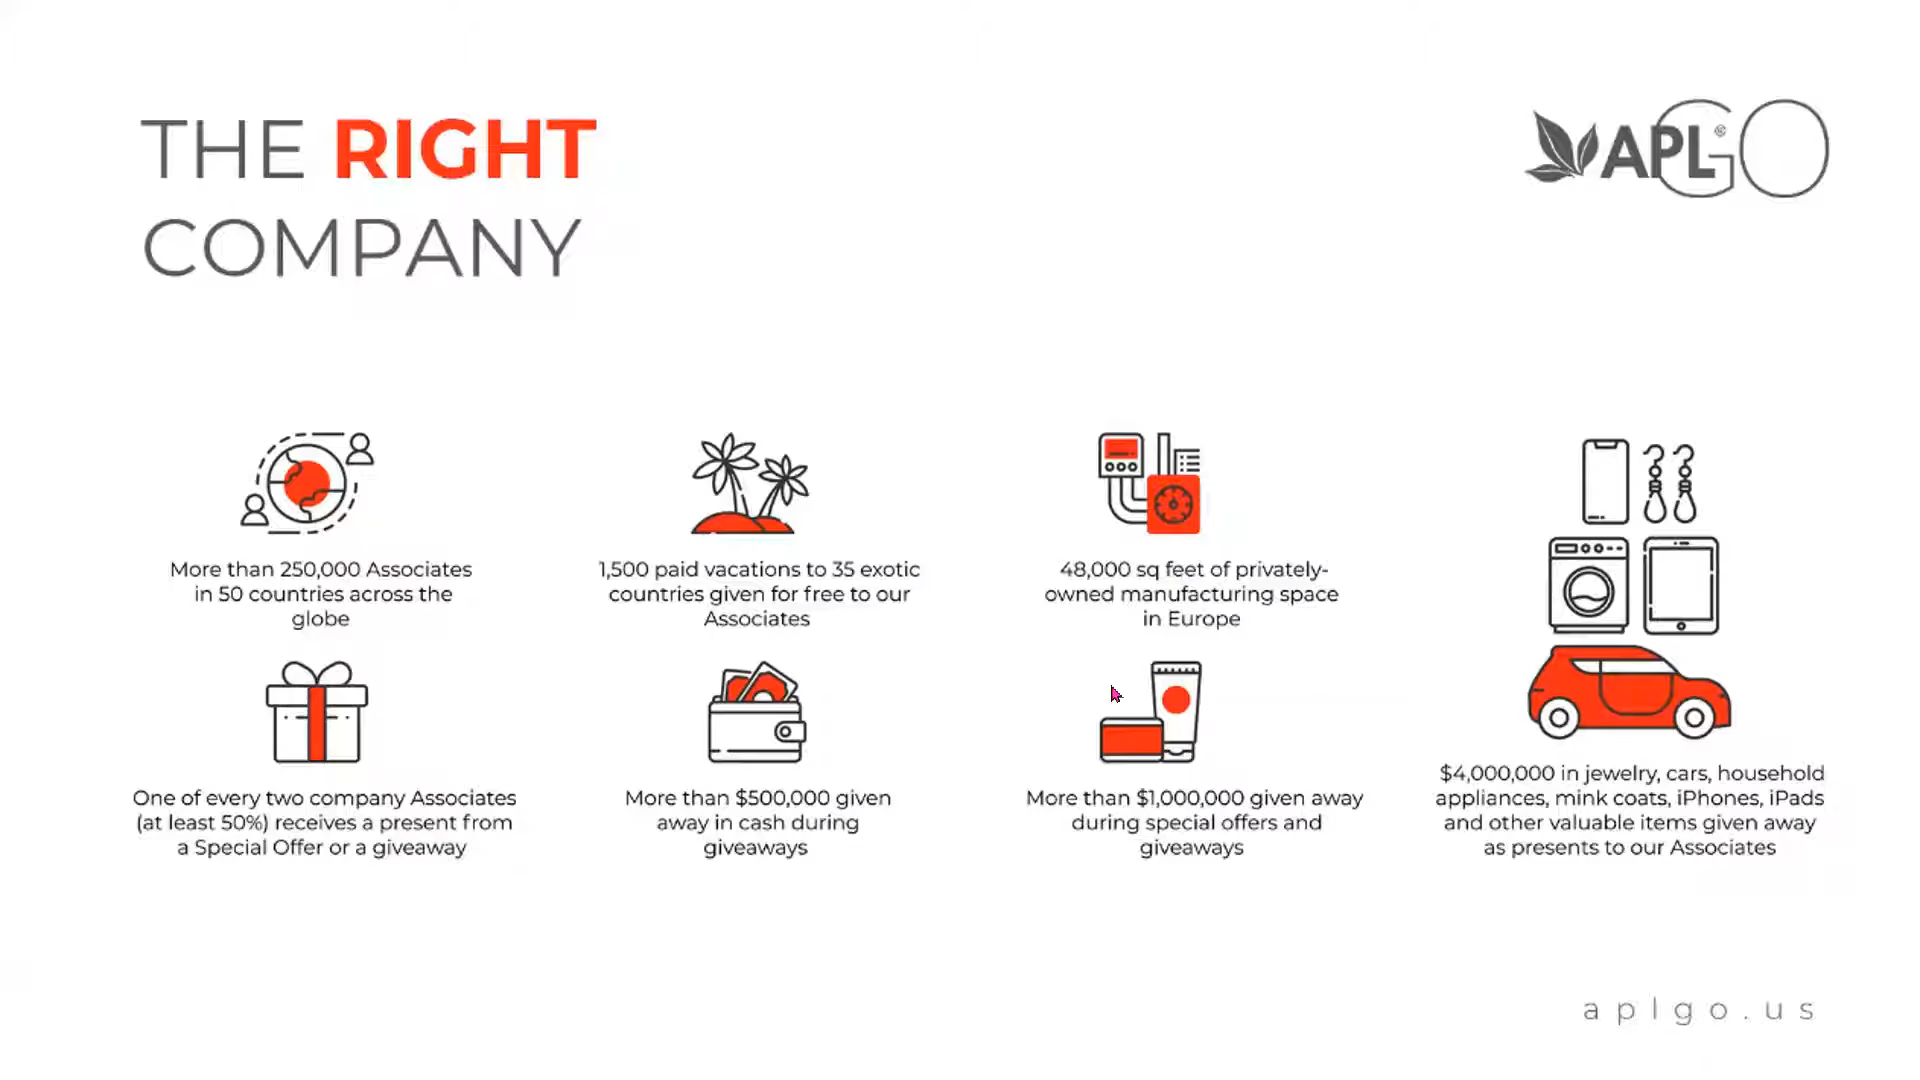 THE RIGHT
COMPANY
APL® GO
More than 250,000 Associates
in 50 countries across the
globe
1,500 paid vacations to 35 exotic
countries given for free to our
Associates
48,000 sq feet of privately-
owned manufacturing space
in Europe
One of every two company Associates
(at least 50%) receives a present from
a Special Offer or a giveaway
More than $500,000 given
away in cash during
giveaways
More than $1,000,000 given away
during special offers and
giveaways
$4,000,000 in jewelry, cars, household
appliances, mink coats, iPhones, iPads
and other valuable items given away
as presents to our Associates
aplgo.us